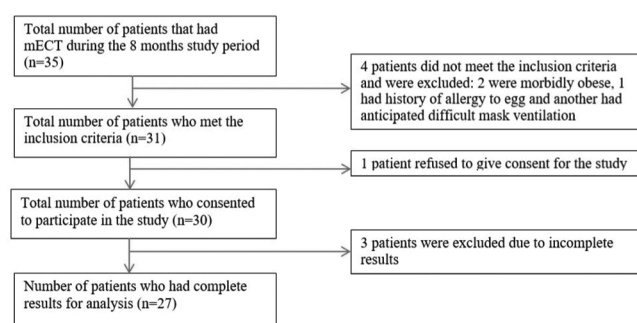 Total number of patients that had
mECT during the 8 months study period
(n=35)
4 patients did not meet the inclusion criteria
and were excluded: 2 were morbidly obese, 1
had history of allergy to egg and another had
anticipated difficult mask ventilation
Total number of patients who met the
inclusion criteria (n=31)
1 patient refused to give consent for the study
Total number of patients who consented
to participate in the study (n=30)
3 patients were excluded due to incomplete
results
Number of patients who had complete
results for analysis (n=27)